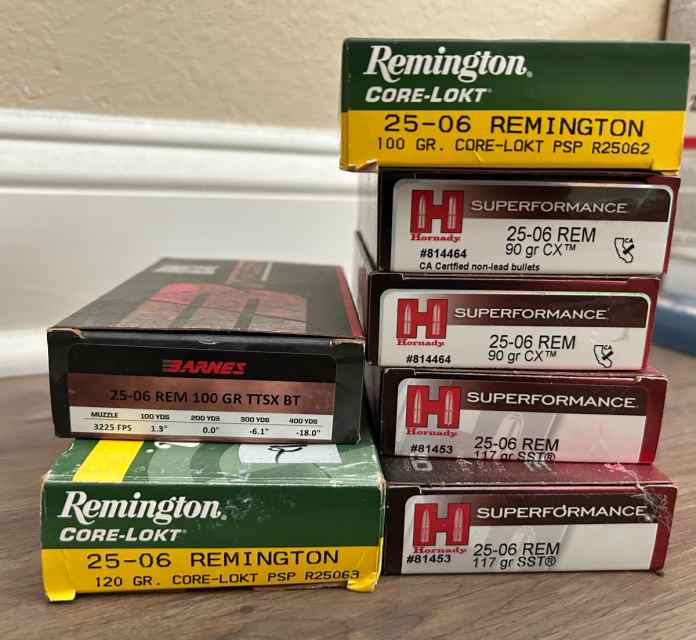 Remington
CORE-LOKT
25-06 REMINGTON
100 GR. CORE-LOKT PSP R25062
H SUPERFORMANCE
Hornady
25-06 REM
90 gr CX™
#814464
CA Certfied non-lead bullets
CA
H SUPERFORMANCE
Hornady
25-06 REM
90 gr CX™
#814464
CA
H SUPERFORMANCE
Hornady
25-06 REM
#81453
117 gr SST®
H SUPERFORMANCE
Hornady
25-06 REM
#81453
117 gr SST®
BARNES
25-06 REM 100 GR TTSX BT
MUZZLE 100 YDS 200 YDS 300 YDS 400 YDS
3225 FPS 1.3" 0.0" -6.1" -18.0"
Remington
CORE-LOKT
25-06 REMINGTON
120 GR. CORE-LOKT PSP R25063